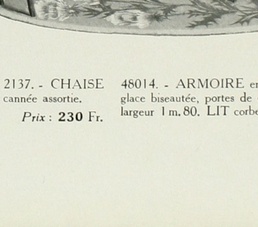 2137. - CHAISE
cannée assortie.
Prix : 230 Fr.
48014. - ARMOIRE en
glace biseautée, portes de
largeur 1 m. 80. LIT corbe